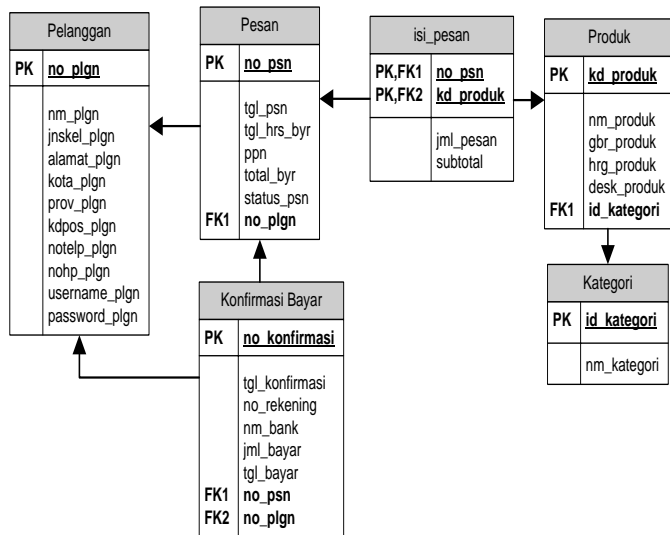 Pelanggan
PK no_plgn
nm_plgn
jnskel_plgn
alamat_plgn
kota_plgn
prov_plgn
kdpos_plgn
notelp_plgn
nohp_plgn
username_plgn
password_plgn
Pesan
PK no_psn
tgl_psn
tgl_hrs_byr
ppn
total_byr
status_psn
FK1 no_plgn
isi_pesan
PK,FK1 no_psn
PK,FK2 kd_produk
jml_pesan
subtotal
Produk
PK kd_produk
nm_produk
gbr_produk
hrg_produk
desk_produk
FK1 id_kategori
Konfirmasi Bayar
PK no_konfirmasi
tgl_konfirmasi
no_rekening
nm_bank
jml_bayar
tgl_bayar
FK1 no_psn
FK2 no_plgn
Kategori
PK id_kategori
nm_kategori